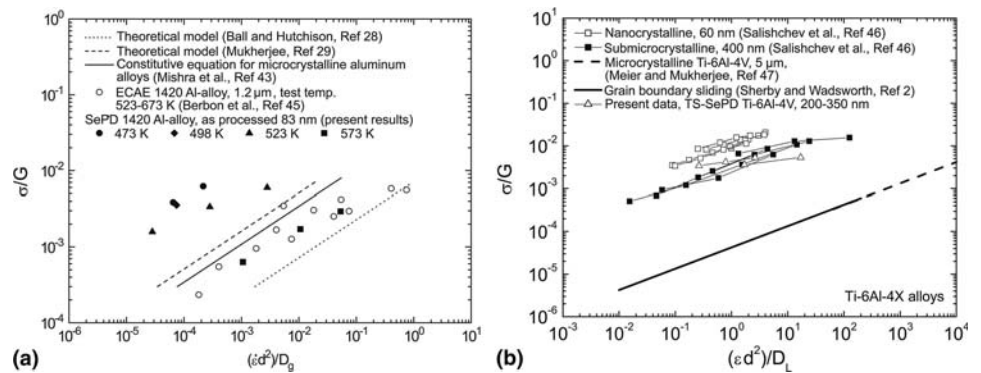 10⁰
10⁻¹
10⁻²
10⁻³
10⁻⁴
σ/G
Theoretical model (Ball and Hutchison, Ref 28)
Theoretical model (Mukherjee, Ref 29)
Constitutive equation for microcrystalline aluminum
alloys (Mishra et al., Ref 43)
ECAE 1420 Al-alloy, 1.2 μm, test temp.
523-673 K (Berbon et al., Ref 45)
SePD 1420 Al-alloy, as processed 83 nm (present results)
473 K 498 K 523 K 573 K
10⁻⁶ 10⁻⁵ 10⁻⁴ 10⁻³ 10⁻² 10⁻¹ 10⁰ 10¹
(a)
(ε̇d²)/D_g
10⁰
10⁻¹
10⁻²
10⁻³
10⁻⁴
10⁻⁵
10⁻⁶
σ/G
Nanocrystalline, 60 nm (Salishchev et al., Ref 46)
Submicrocrystalline, 400 nm (Salishchev et al., Ref 46)
Microcrystalline Ti-6Al-4V, 5 μm,
(Meier and Mukherjee, Ref 47)
Grain boundary sliding (Sherby and Wadsworth, Ref 2)
Present data, TS-SePD Ti-6Al-4V, 200-350 nm
Ti-6Al-4X alloys
10⁻³ 10⁻² 10⁻¹ 10⁰ 10¹ 10² 10³ 10⁴
(b)
(εd²)/D_L